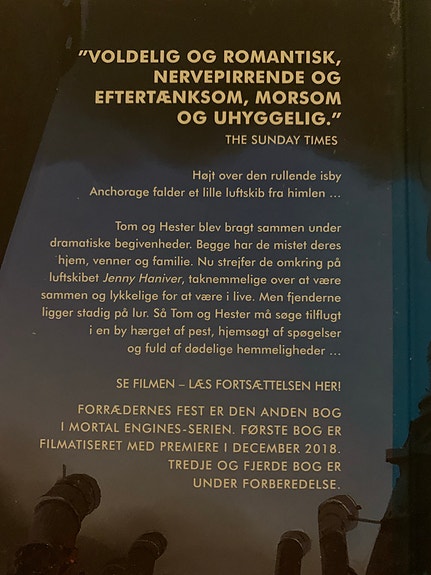 "VOLDELIG OG ROMANTISK,
NERVEPIRRENDE OG
EFTERTÆNKSOM, MORSOM
OG UHYGGELIG."
THE SUNDAY TIMES
Højt over den rullende isby
Anchorage falder et lille luftskib fra himlen ...
Tom og Hester blev bragt sammen under
dramatiske begivenheder. Begge har de mistet deres
hjem, venner og familie. Nu strejfer de omkring på
luftskibet Jenny Haniver, taknemmelige over at være
sammen og lykkelige for at være i live. Men fjenderne
ligger stadig på lur. Så Tom og Hester må søge tilflugt
i en by hærget af pest, hjemsøgt af spøgelser
og fuld af dødelige hemmeligheder ...
SE FILMEN – LÆS FORTSÆTTELSEN HER!
FORRÆDERNES FEST ER DEN ANDEN BOG
I MORTAL ENGINES-SERIEN. FØRSTE BOG ER
FILMATISERET MED PREMIERE I DECEMBER 2018.
TREDJE OG FJERDE BOG ER
UNDER FORBEREDELSE.